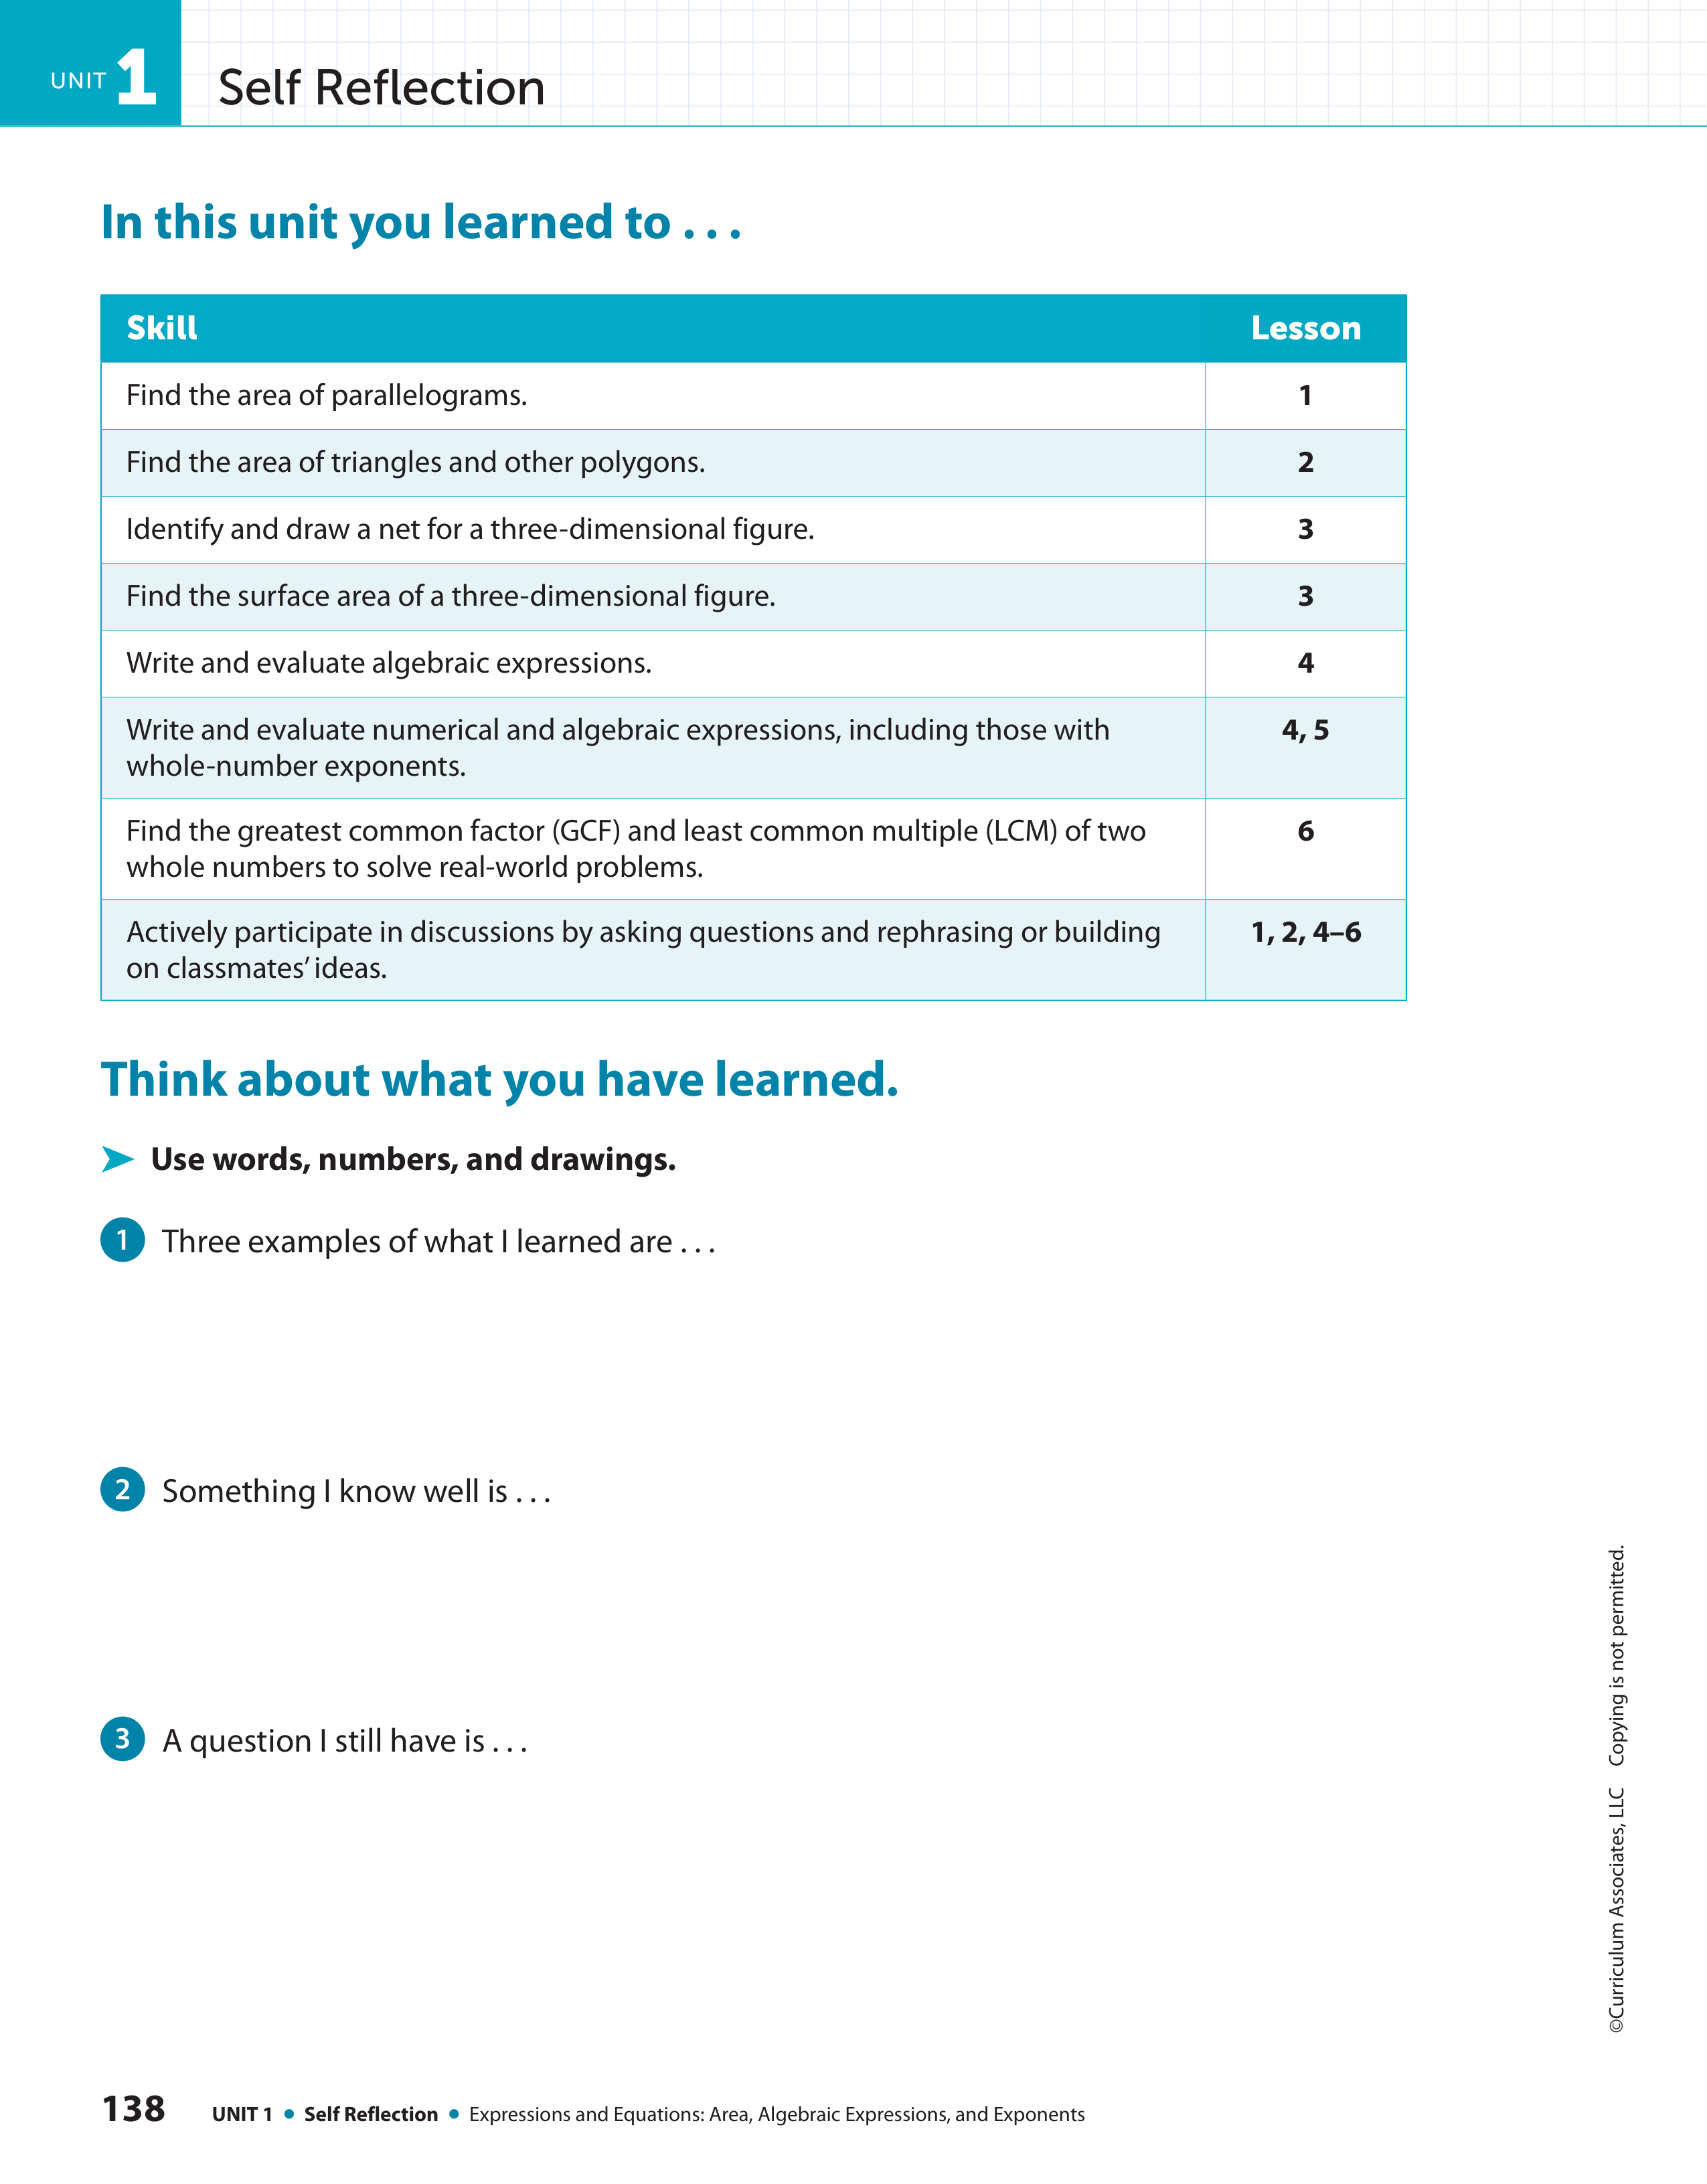 UNIT 1 Self Reflection
In this unit you learned to . . .
Skill Lesson
Find the area of parallelograms. 1
Find the area of triangles and other polygons. 2
Identify and draw a net for a three-dimensional figure. 3
Find the surface area of a three-dimensional figure. 3
Write and evaluate algebraic expressions. 4
Write and evaluate numerical and algebraic expressions, including those with 4, 5
whole-number exponents.
Find the greatest common factor (GCF) and least common multiple (LCM) of two 6
whole numbers to solve real-world problems.
Actively participate in discussions by asking questions and rephrasing or building 1, 2, 4–6
on classmates’ ideas.
Think about what you have learned.
Use words, numbers, and drawings.
1 Three examples of what I learned are . . .
2 Something I know well is . . .
3 A question I still have is . . .
©Curriculum Associates, LLC Copying is not permitted.
138 UNIT 1 • Self Reflection • Expressions and Equations: Area, Algebraic Expressions, and Exponents